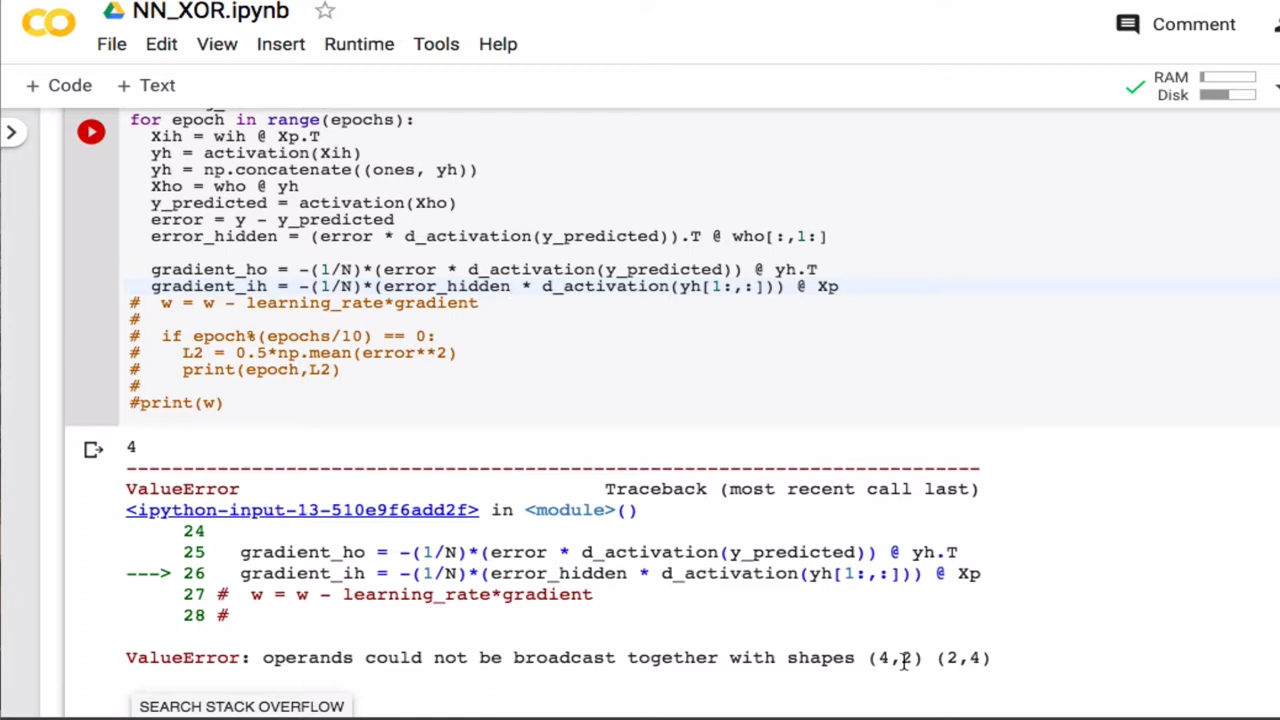 NN_XOR.ipynb
File Edit View Insert Runtime Tools Help
Comment
+ Code + Text
RAM
Disk
for epoch in range(epochs):
Xih = wih @ Xp.T
yh = activation(Xih)
yh = np.concatenate((ones, yh))
Xho = who @ yh
y_predicted = activation(Xho)
error = y - y_predicted
error_hidden = (error * d_activation(y_predicted)).T @ who[:,1:]
gradient_ho = -(1/N)*(error * d_activation(y_predicted)) @ yh.T
gradient_ih = -(1/N)*(error_hidden * d_activation(yh[1:,:])) @ Xp
# w = w - learning_rate*gradient
#
# if epoch%(epochs/10) == 0:
# L2 = 0.5*np.mean(error**2)
# print(epoch,L2)
#
#print(w)
4
---------------------------------------------------------------------------
ValueError Traceback (most recent call last)
<ipython-input-13-510e9f6add2f> in <module>()
24
25 gradient_ho = -(1/N)*(error * d_activation(y_predicted)) @ yh.T
---> 26 gradient_ih = -(1/N)*(error_hidden * d_activation(yh[1:,:])) @ Xp
27 # w = w - learning_rate*gradient
28 #
ValueError: operands could not be broadcast together with shapes (4,2) (2,4)
SEARCH STACK OVERFLOW